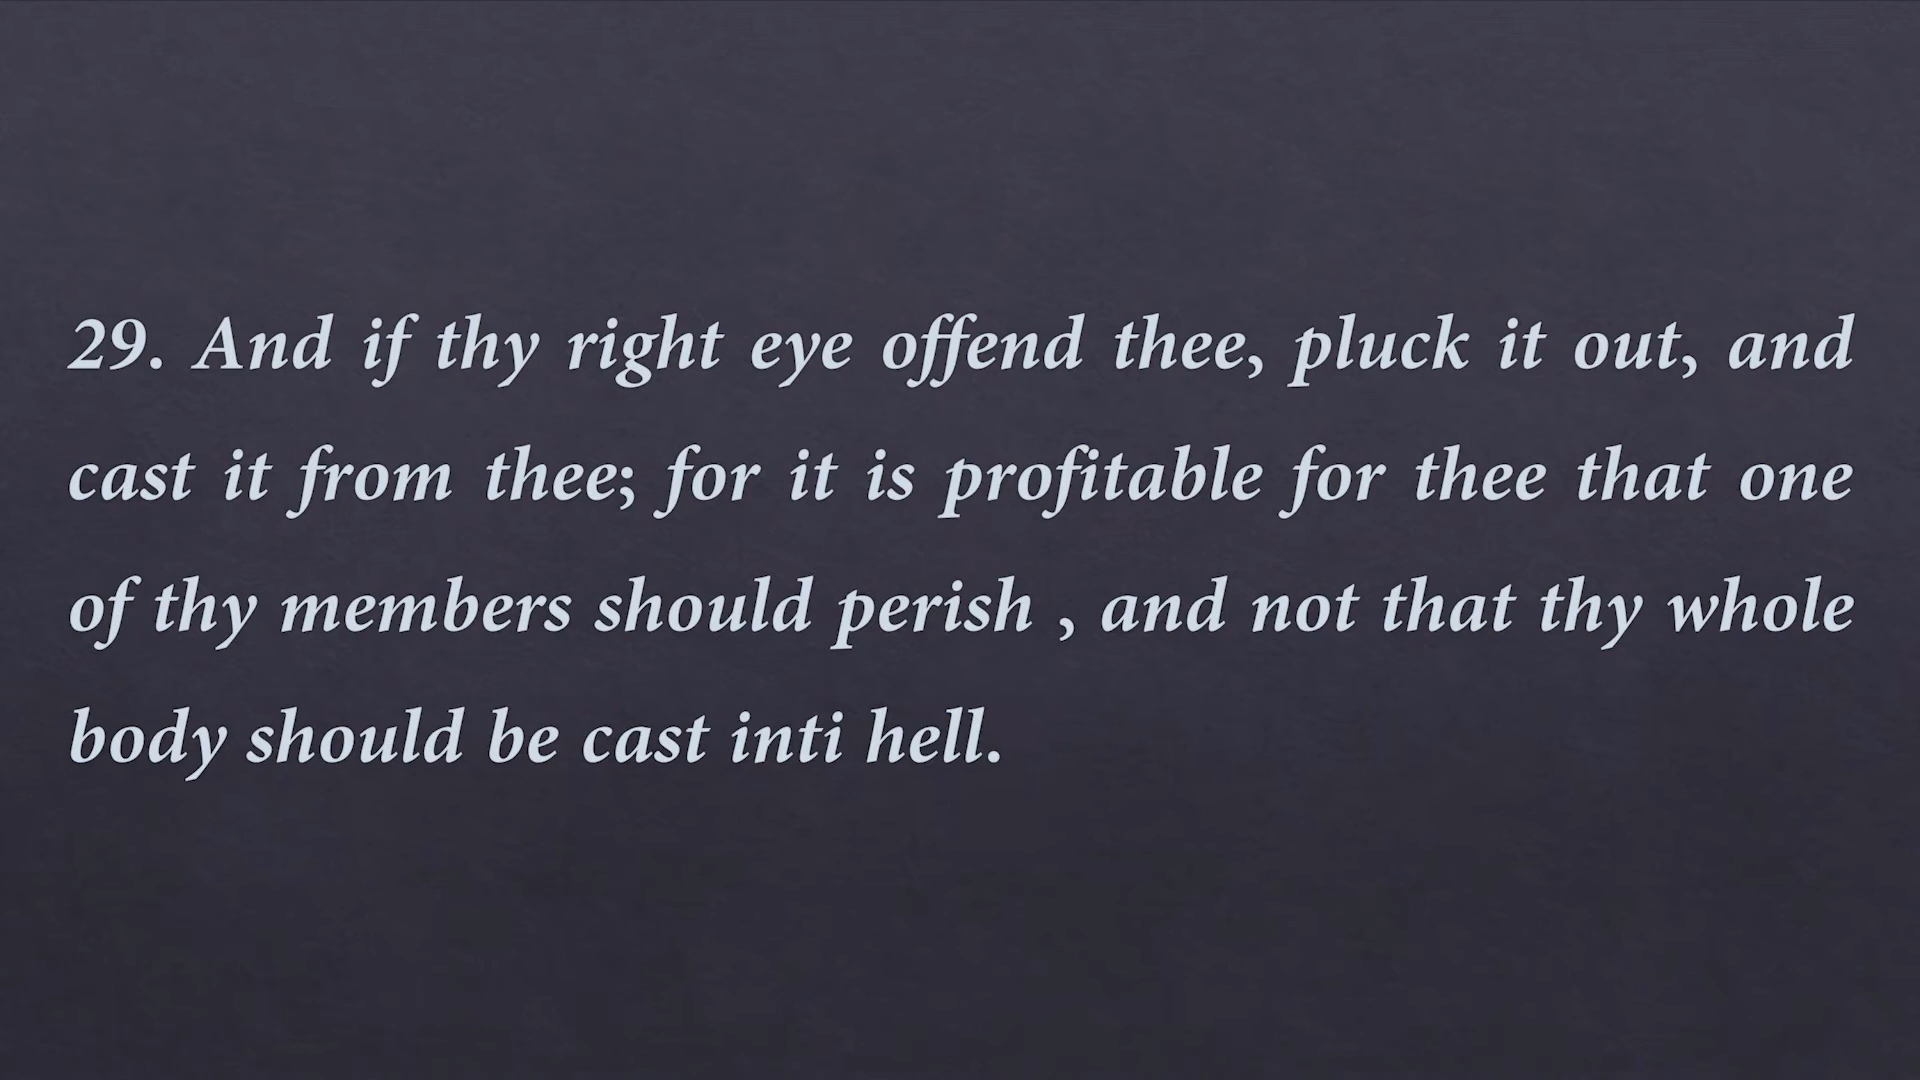 29. And if thy right eye offend thee, pluck it out, and
cast it from thee; for it is profitable for thee that one
of thy members should perish , and not that thy whole
body should be cast inti hell.